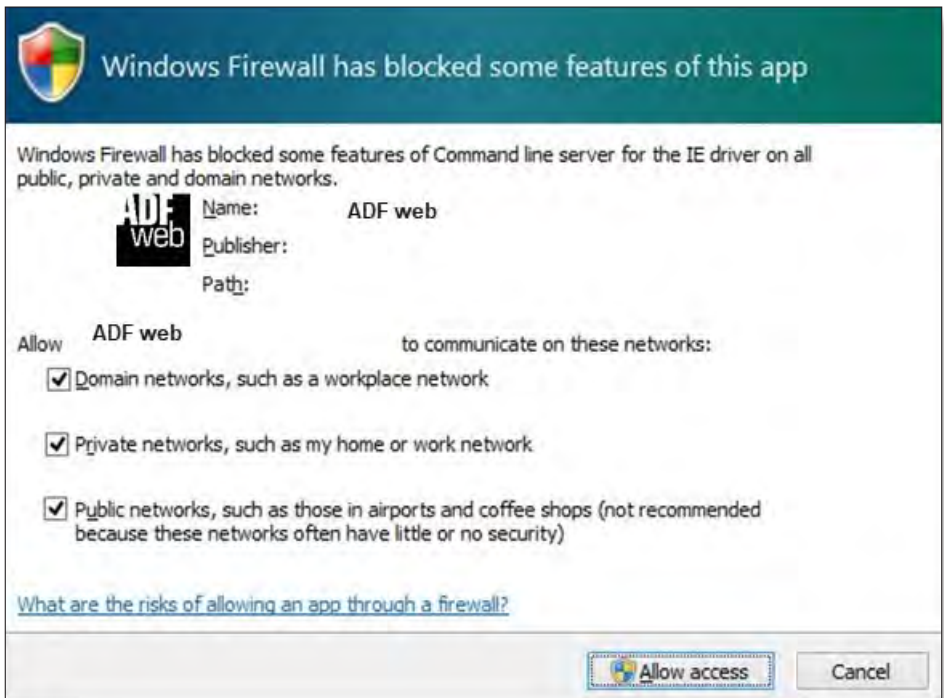 Windows Firewall has blocked some features of this app
Windows Firewall has blocked some features of Command line server for the IE driver on all
public, private and domain networks.
ADF
web
Name: ADF web
Publisher:
Path:
Allow ADF web to communicate on these networks:
Domain networks, such as a workplace network
Private networks, such as my home or work network
Public networks, such as those in airports and coffee shops (not recommended
because these networks often have little or no security)
What are the risks of allowing an app through a firewall?
Allow access Cancel